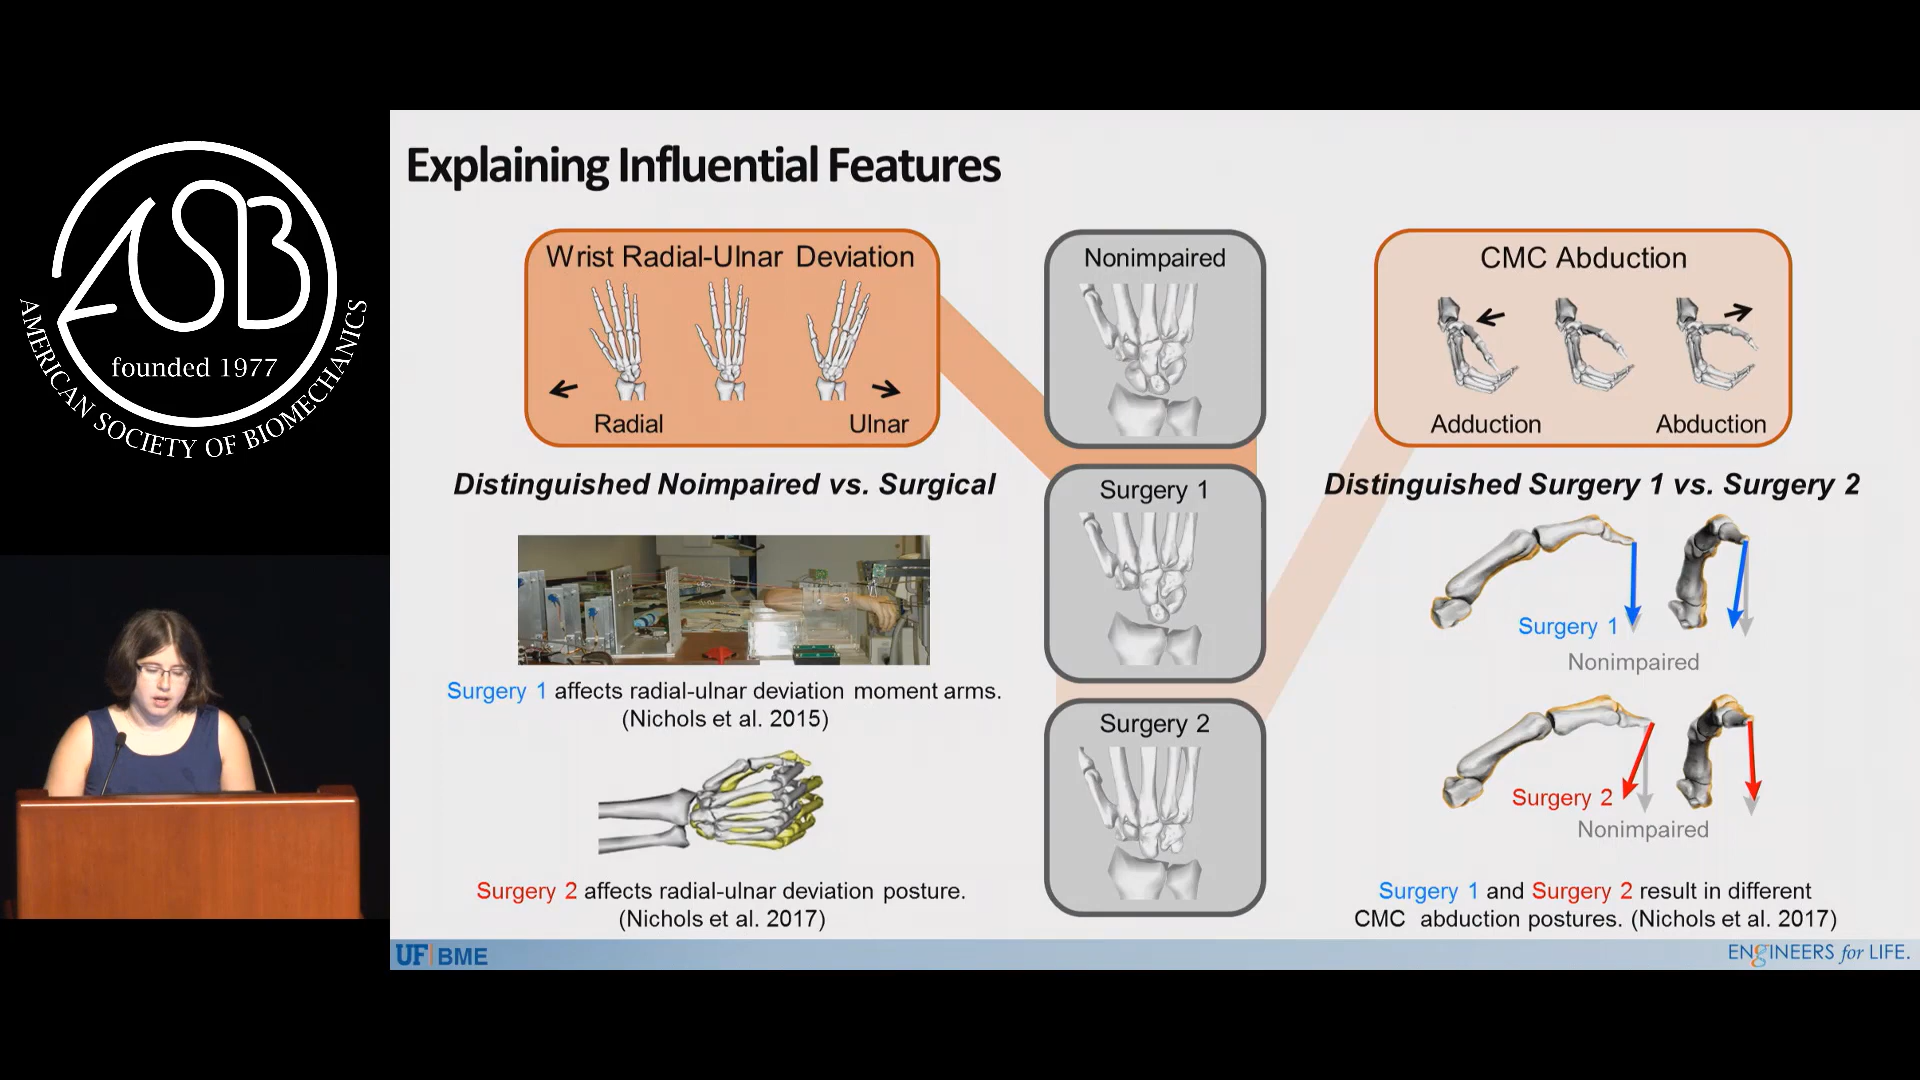 ASB
founded 1977
AMERICAN SOCIETY OF BIOMECHANICS
Explaining Influential Features
Wrist Radial-Ulnar Deviation
Radial
Ulnar
Distinguished Noimpaired vs. Surgical
Surgery 1 affects radial-ulnar deviation moment arms.
(Nichols et al. 2015)
Surgery 2 affects radial-ulnar deviation posture.
(Nichols et al. 2017)
Nonimpaired
Surgery 1
Surgery 2
CMC Abduction
Adduction
Abduction
Distinguished Surgery 1 vs. Surgery 2
Surgery 1
Nonimpaired
Surgery 2
Nonimpaired
Surgery 1 and Surgery 2 result in different
CMC abduction postures. (Nichols et al. 2017)
UF BME
ENGINEERS for LIFE.